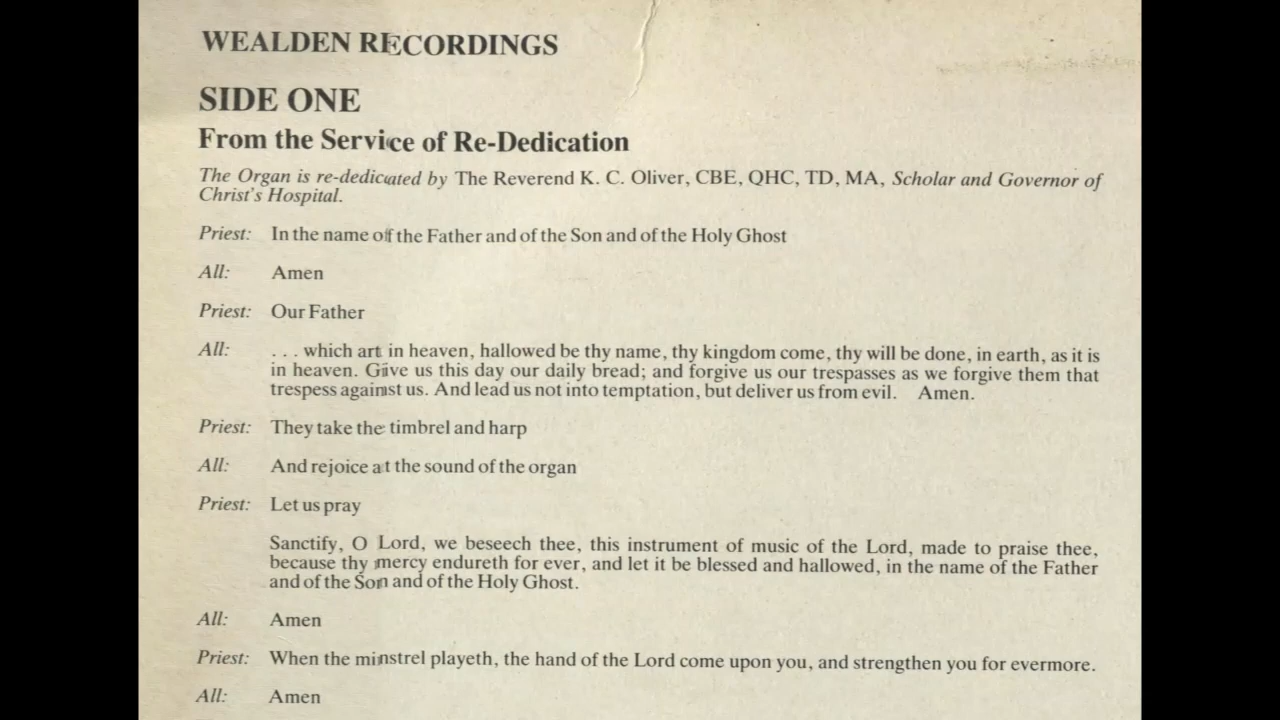 WEALDEN RECORDINGS
SIDE ONE
From the Service of Re-Dedication
The Organ is re-dedicated by The Reverend K. C. Oliver, CBE, QHC, TD, MA, Scholar and Governor of
Christ's Hospital.
Priest: In the name of the Father and of the Son and of the Holy Ghost
All: Amen
Priest: Our Father
All: . . . which art in heaven, hallowed be thy name, thy kingdom come, thy will be done, in earth, as it is
in heaven. Give us this day our daily bread; and forgive us our trespasses as we forgive them that
trespess against us. And lead us not into temptation, but deliver us from evil. Amen.
Priest: They take the timbrel and harp
All: And rejoice at the sound of the organ
Priest: Let us pray
Sanctify, O Lord, we beseech thee, this instrument of music of the Lord, made to praise thee,
because thy mercy endureth for ever, and let it be blessed and hallowed, in the name of the Father
and of the Son and of the Holy Ghost.
All: Amen
Priest: When the minstrel playeth, the hand of the Lord come upon you, and strengthen you for evermore.
All: Amen